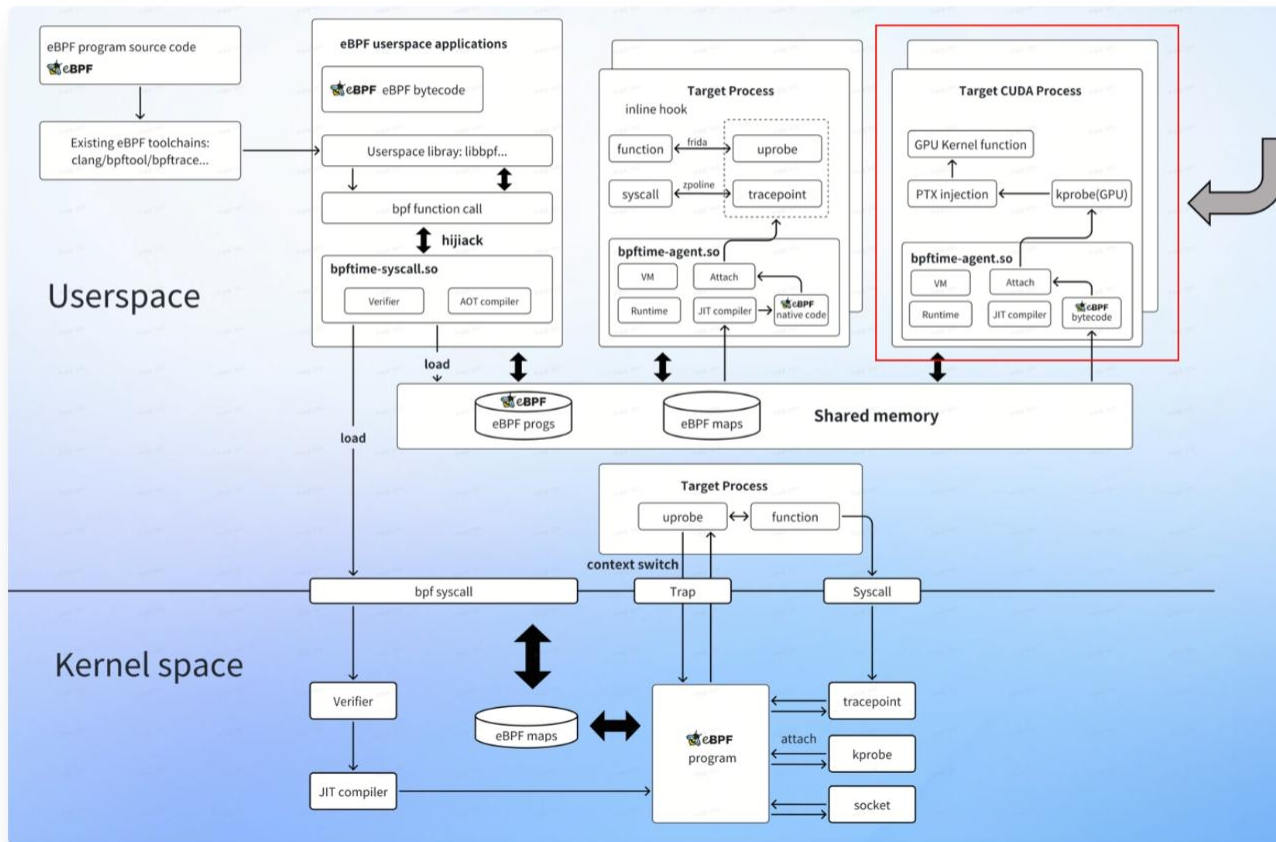 eBPF program source code
eBPF
Existing eBPF toolchains:
clang/bpftool/bpftrace...
eBPF userspace applications
eBPF eBPF bytecode
Userspace libray: libbpf...
bpf function call
hijiack
bpftime-syscall.so
Verifier
AOT compiler
Target Process
inline hook
function
frida
uprobe
syscall
zpoline
tracepoint
bpftime-agent.so
VM
Attach
Runtime
JIT compiler
eBPF
native code
Target CUDA Process
GPU Kernel function
PTX injection
kprobe(GPU)
bpftime-agent.so
VM
Attach
Runtime
JIT compiler
eBPF
bytecode
Userspace
load
load
eBPF
eBPF progs
eBPF maps
Shared memory
Target Process
uprobe
function
context switch
bpf syscall
Trap
Syscall
Kernel space
Verifier
JIT compiler
eBPF maps
eBPF
program
attach
tracepoint
kprobe
socket